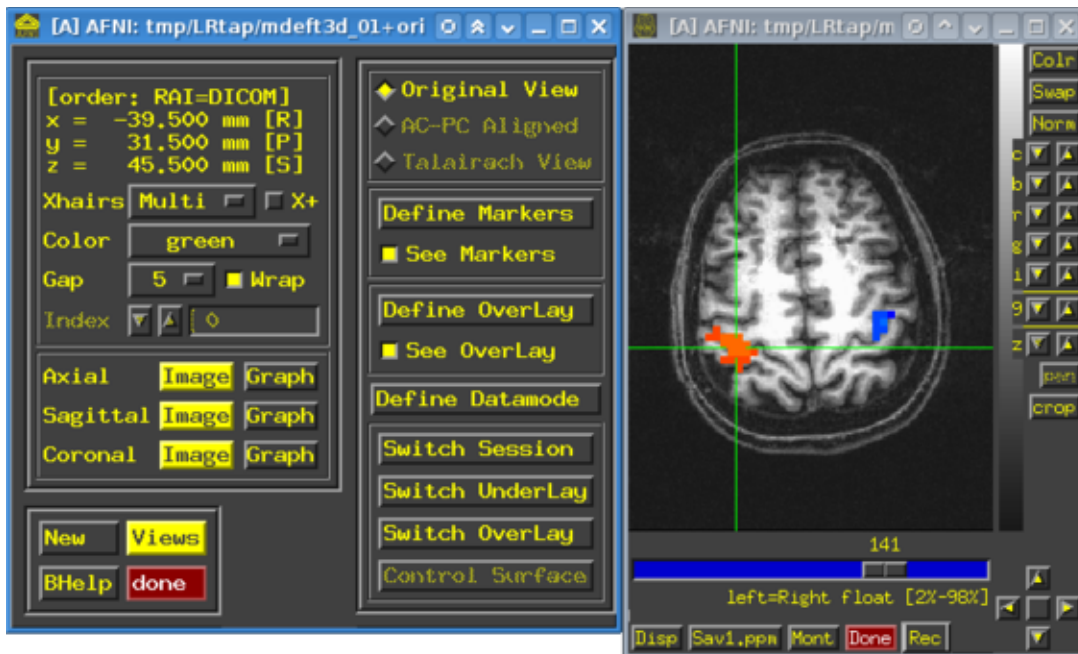 [A] AFNI: tmp/LRtap/mdeft3d_01+ori
[order: RAI=DICOM]
x = -39.500 mm [R]
y = 31.500 mm [P]
z = 45.500 mm [S]
Xhairs Multi X+
Color green
Gap 5 Wrap
Index 0
Axial Image Graph
Sagittal Image Graph
Coronal Image Graph
New Views
BHelp done
Original View
AC-PC Aligned
Talairach View
Define Markers
See Markers
Define OverLay
See OverLay
Define Datamode
Switch Session
Switch UnderLay
Switch OverLay
Control Surface
[A] AFNI: tmp/LRtap/m
Colr
Swap
Norm
c
b
r
g
i
9
z
pan
crop
141
left=Right float [2%-98%]
Disp Sav1.ppm Mont Done Rec